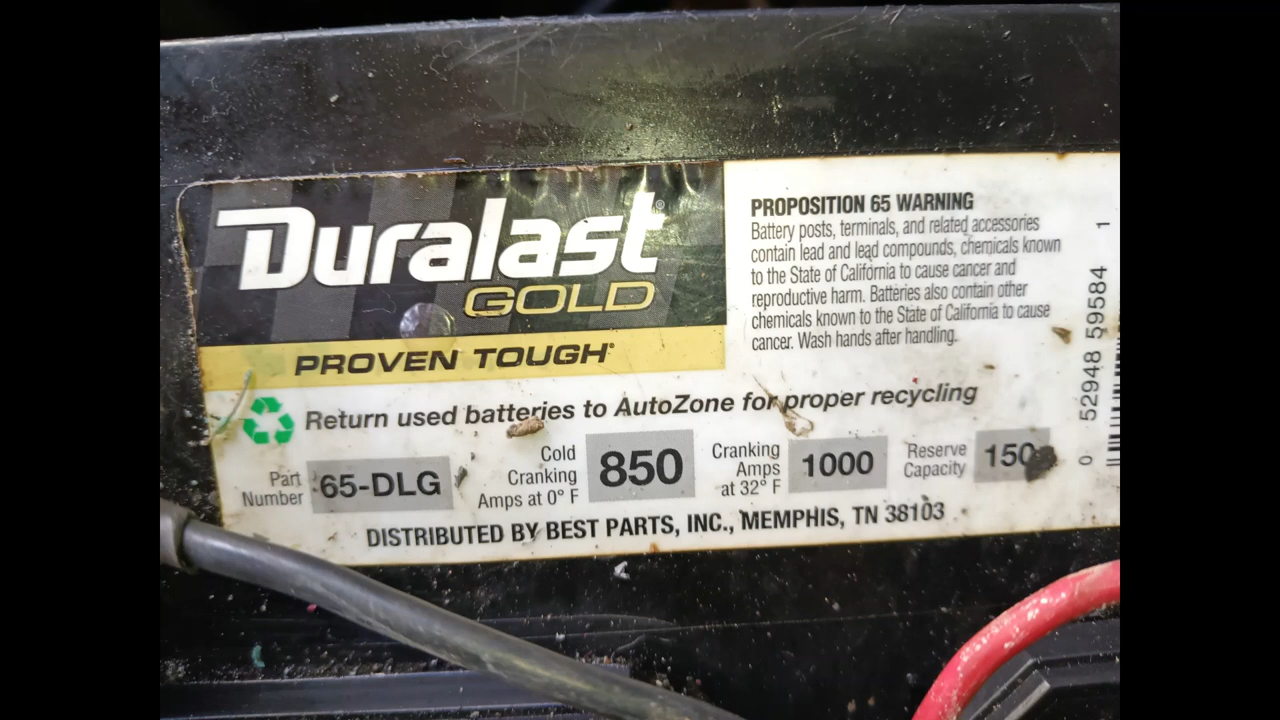 Duralast®
GOLD
PROVEN TOUGH®
PROPOSITION 65 WARNING
Battery posts, terminals, and related accessories
contain lead and lead compounds, chemicals known
to the State of California to cause cancer and
reproductive harm. Batteries also contain other
chemicals known to the State of California to cause
cancer. Wash hands after handling.
Return used batteries to AutoZone for proper recycling
Part
Number
65-DLG
Cold
Cranking
Amps at 0° F
850
Cranking
Amps
at 32° F
1000
Reserve
Capacity
150
DISTRIBUTED BY BEST PARTS, INC., MEMPHIS, TN 38103
0 52948 59584 1